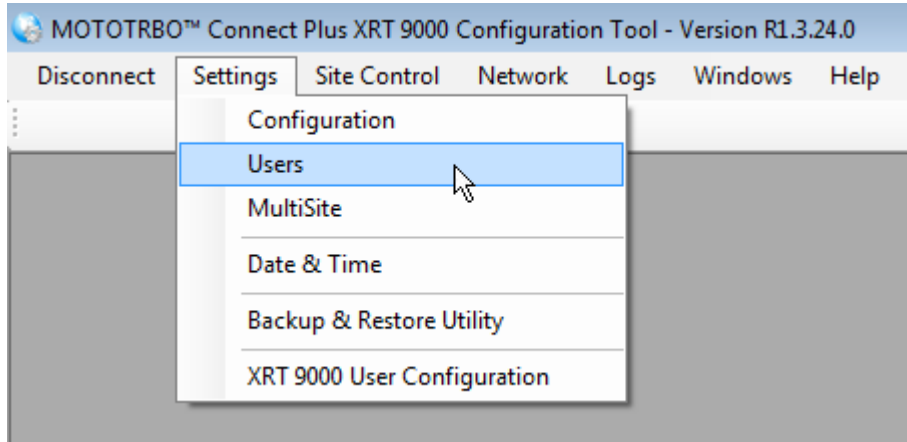 MOTOTRBO™ Connect Plus XRT 9000 Configuration Tool - Version R1.3.24.0
Disconnect Settings Site Control Network Logs Windows Help
Configuration
Users
MultiSite
Date & Time
Backup & Restore Utility
XRT 9000 User Configuration